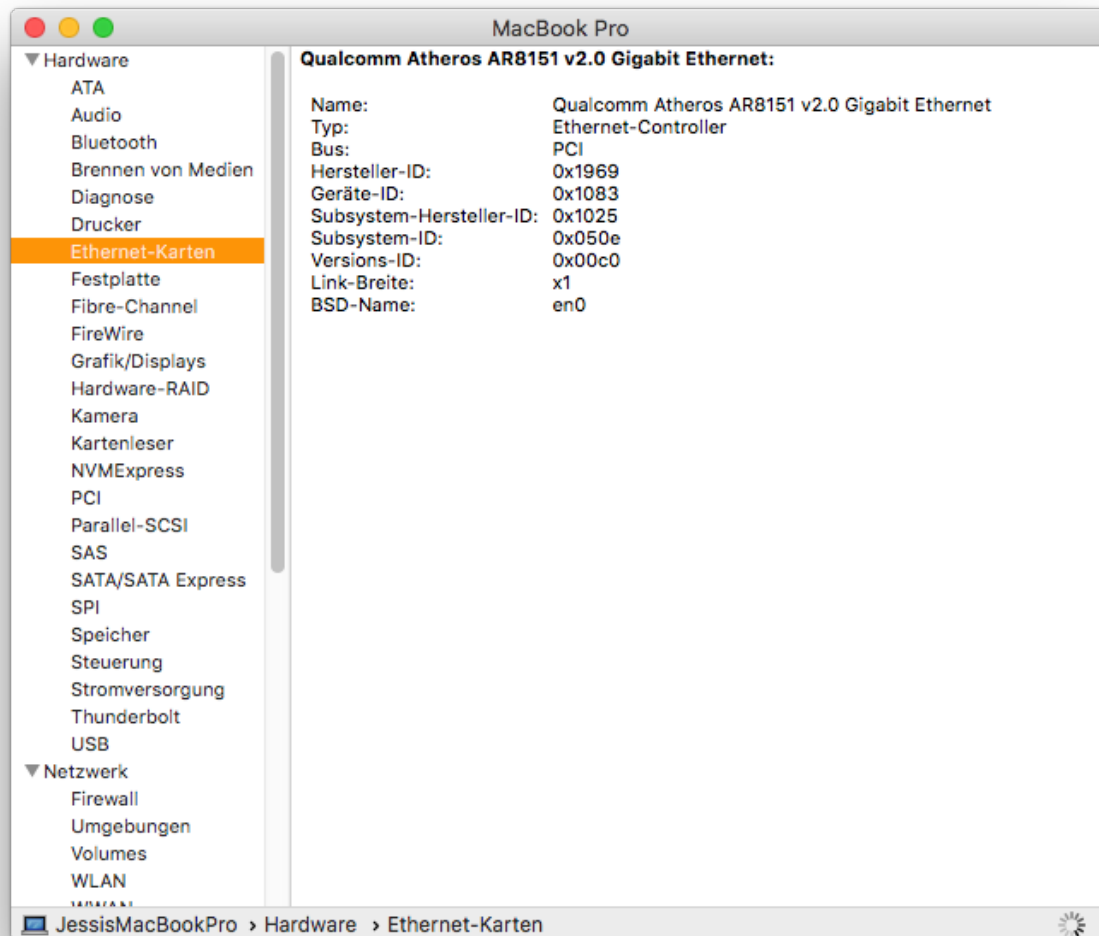 MacBook Pro
Hardware
ATA
Audio
Bluetooth
Brennen von Medien
Diagnose
Drucker
Ethernet-Karten
Festplatte
Fibre-Channel
FireWire
Grafik/Displays
Hardware-RAID
Kamera
Kartenleser
NVMExpress
PCI
Parallel-SCSI
SAS
SATA/SATA Express
SPI
Speicher
Steuerung
Stromversorgung
Thunderbolt
USB
Netzwerk
Firewall
Umgebungen
Volumes
WLAN
WWAN
Qualcomm Atheros AR8151 v2.0 Gigabit Ethernet:
Name: Qualcomm Atheros AR8151 v2.0 Gigabit Ethernet
Typ: Ethernet-Controller
Bus: PCI
Hersteller-ID: 0x1969
Geräte-ID: 0x1083
Subsystem-Hersteller-ID: 0x1025
Subsystem-ID: 0x050e
Versions-ID: 0x00c0
Link-Breite: x1
BSD-Name: en0
JessisMacBookPro › Hardware › Ethernet-Karten